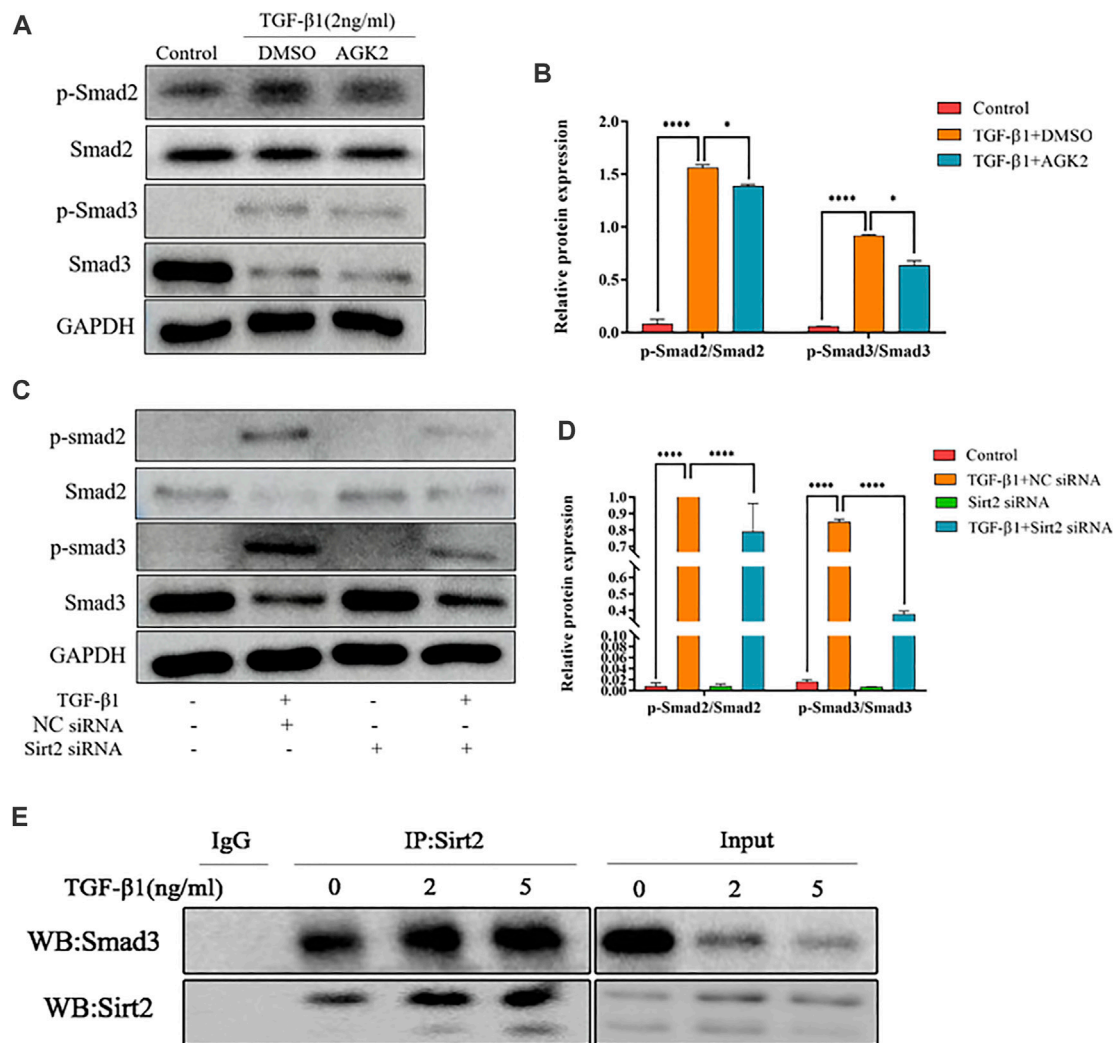 A
TGF-β1(2ng/ml)
Control DMSO AGK2
p-Smad2
Smad2
p-Smad3
Smad3
GAPDH
B
Control
TGF-β1+DMSO
TGF-β1+AGK2
Relative protein expression
2.0
1.5
1.0
0.5
0.0
**** *
**** *
p-Smad2/Smad2 p-Smad3/Smad3
C
p-smad2
Smad2
p-smad3
Smad3
GAPDH
TGF-β1 - + - +
NC siRNA - + - -
Sirt2 siRNA - - + +
D
Control
TGF-β1+NC siRNA
Sirt2 siRNA
TGF-β1+Sirt2 siRNA
Relative protein expression
**** ****
**** ****
1.0
0.9
0.8
0.7
0.6
0.5
0.4
0.10
0.08
0.06
0.04
0.02
0.00
p-Smad2/Smad2 p-Smad3/Smad3
E
IgG IP:Sirt2 Input
TGF-β1(ng/ml) 0 2 5 0 2 5
WB:Smad3
WB:Sirt2